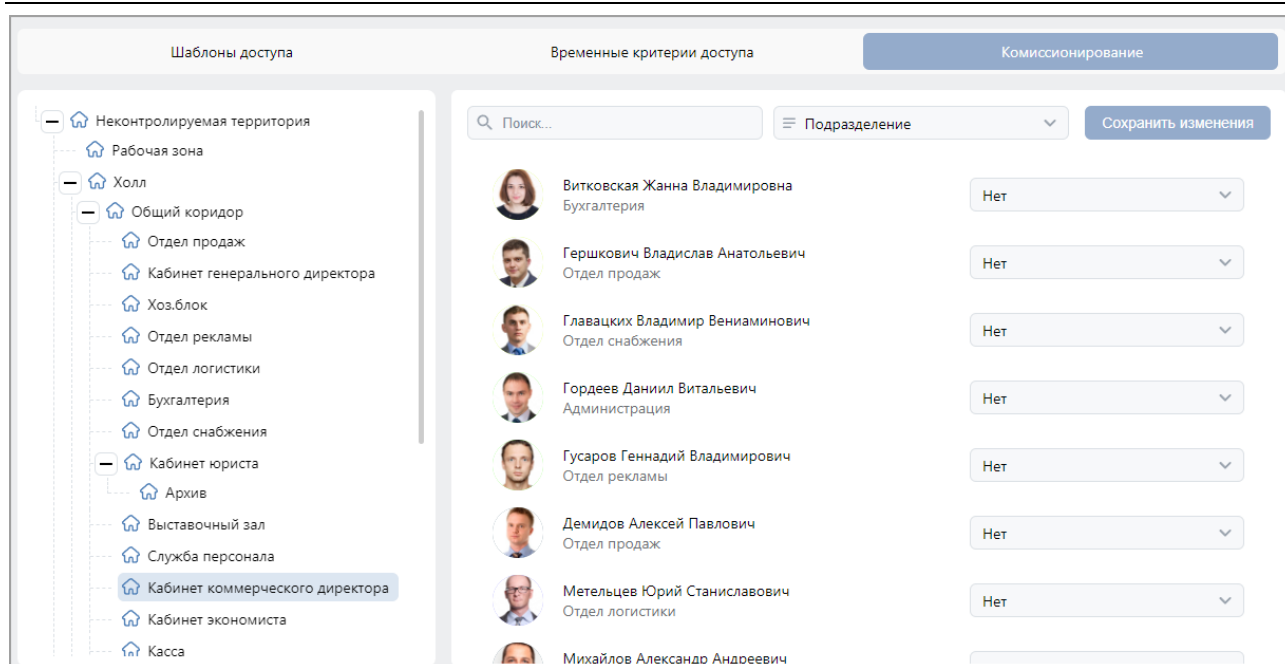 Шаблоны доступа
Временные критерии доступа
Комиссионирование
Неконтролируемая территория
Рабочая зона
Холл
Общий коридор
Отдел продаж
Кабинет генерального директора
Хоз.блок
Отдел рекламы
Отдел логистики
Бухгалтерия
Отдел снабжения
Кабинет юриста
Архив
Выставочный зал
Служба персонала
Кабинет коммерческого директора
Кабинет экономиста
Касса
Поиск...
Подразделение
Сохранить изменения
Витковская Жанна Владимировна
Бухгалтерия
Нет
Гершкович Владислав Анатольевич
Отдел продаж
Нет
Главацких Владимир Вениаминович
Отдел снабжения
Нет
Гордеев Даниил Витальевич
Администрация
Нет
Гусаров Геннадий Владимирович
Отдел рекламы
Нет
Демидов Алексей Павлович
Отдел продаж
Нет
Метельцев Юрий Станиславович
Отдел логистики
Нет
Михайлов Александр Андреевич